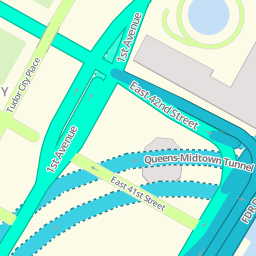 1st Avenue
Tudor City Place
East 42nd Street
1st Avenue
Queens-Midtown Tunnel
East 41st Street
Y
FDR D